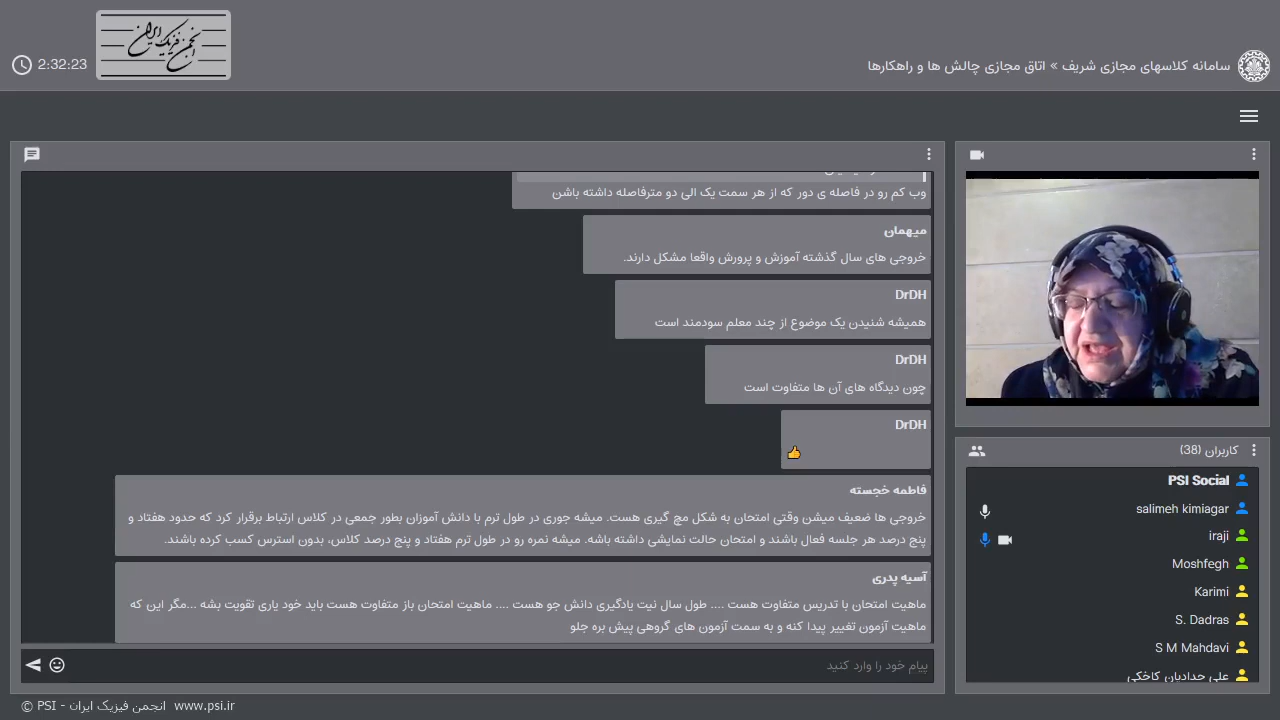 2:32:23
انجمن فیزیک ایران
سامانه کلاسهای مجازی شریف » اتاق مجازی چالش ها و راهکارها
وب کم رو در فاصله ی دور که از هر سمت یک الی دو مترفاصله داشته باشن
میهمان
خروجی های سال گذشته آموزش و پرورش واقعا مشکل دارند.
DrDH
همیشه شنیدن یک موضوع از چند معلم سودمند است
DrDH
چون دیدگاه های آن ها متفاوت است
DrDH
👍
فاطمه خجسته
خروجی ها ضعیف میشن وقتی امتحان به شکل مچ گیری هست. میشه جوری در طول ترم با دانش آموزان بطور جمعی در کلاس ارتباط برقرار کرد که حدود هفتاد و
پنج درصد هر جلسه فعال باشند و امتحان حالت نمایشی داشته باشه. میشه نمره رو در طول ترم هفتاد و پنج درصد کلاس، بدون استرس کسب کرده باشند.
آسیه پدری
ماهیت امتحان با تدریس متفاوت هست .... طول سال نیت یادگیری دانش جو هست .... ماهیت امتحان باز متفاوت هست باید خود یاری تقویت بشه ...مگر این که
ماهیت آزمون تغییر پیدا کنه و به سمت آزمون های گروهی پیش بره جلو
پیام خود را وارد کنید
کاربران (38)
PSI Social
salimeh kimiagar
iraji
Moshfegh
Karimi
S. Dadras
S M Mahdavi
علی حدادیان کاخکی
© PSI - انجمن فیزیک ایران www.psi.ir